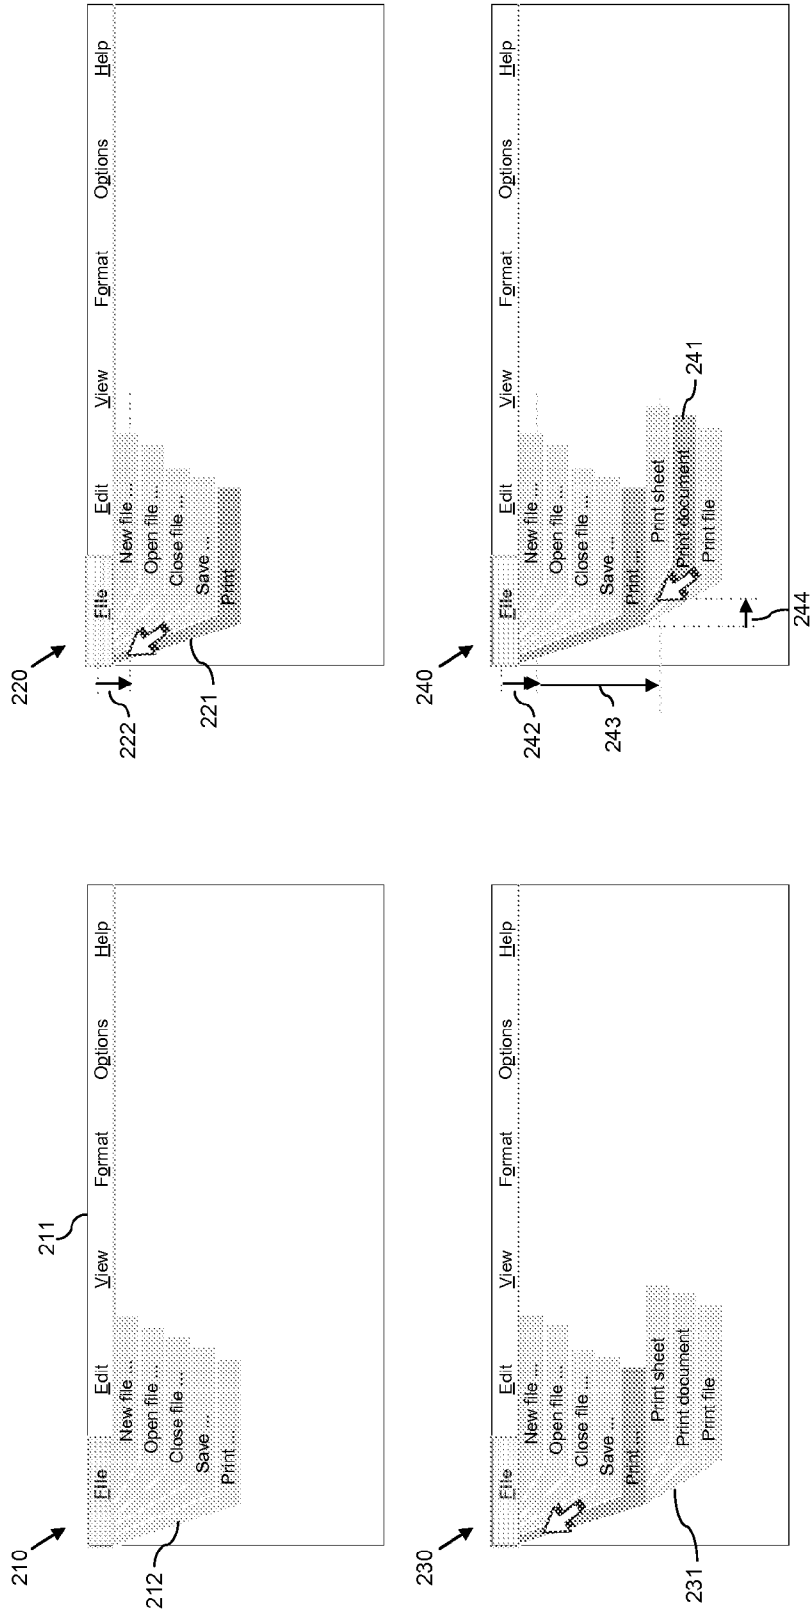 210
211
File Edit View Format Options Help
New file ...
Open file ...
Close file ...
Save ...
Print ...
212
220
File Edit View Format Options Help
New file ...
Open file ...
Close file ...
Save ...
Print
222
221
230
File Edit View Format Options Help
New file ...
Open file ...
Close file ...
Save ...
Print ...
Print sheet
Print document
Print file
231
240
File Edit View Format Options Help
New file ...
Open file ...
Close file ...
Save ...
Print ...
Print sheet
Print document
Print file
241
242
243
244